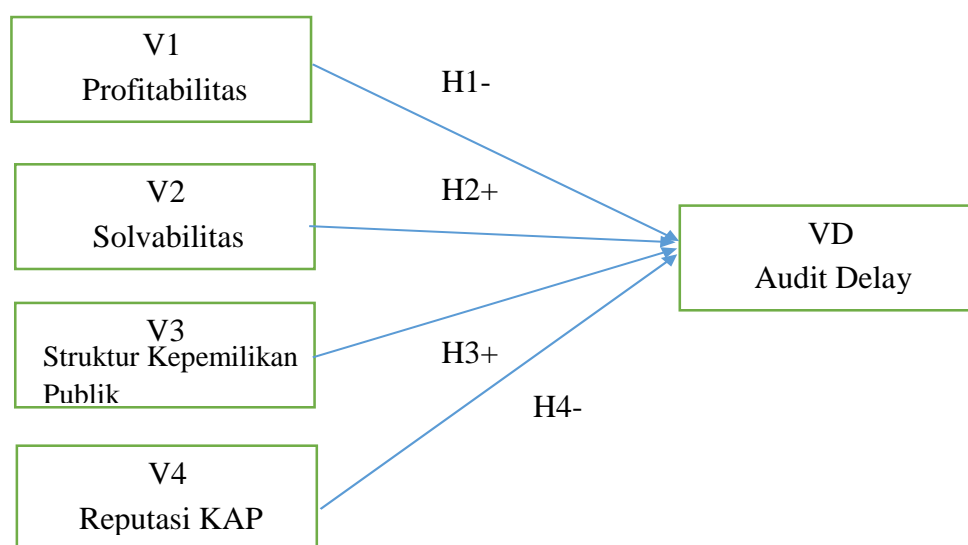 V1
Profitabilitas
H1-
V2
Solvabilitas
H2+
VD
Audit Delay
V3
Struktur Kepemilikan
Publik
H3+
H4-
V4
Reputasi KAP